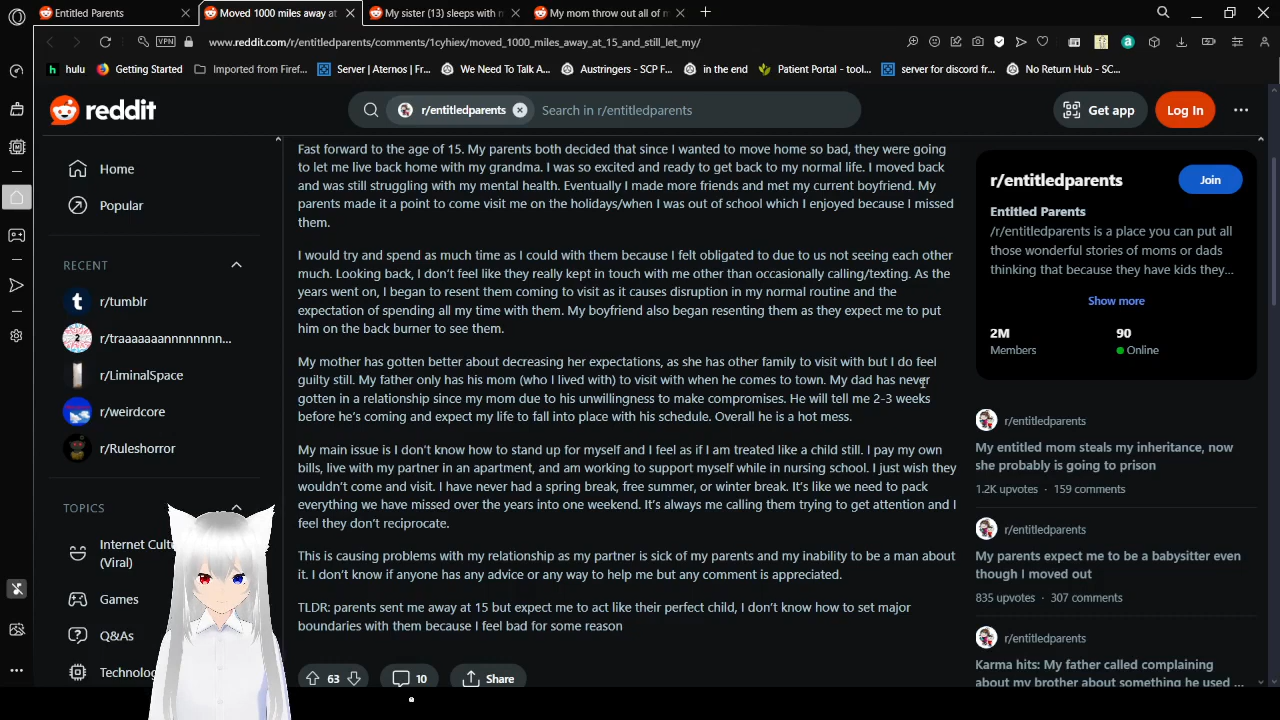 Entitled Parents
Moved 1000 miles away at
My sister (13) sleeps with m
My mom throw out all of m
VPN
www.reddit.com/r/entitledparents/comments/1cyhiex/moved_1000_miles_away_at_15_and_still_let_my/
hulu
Getting Started
Imported from Firef...
Server | Aternos | Fr...
We Need To Talk A...
Austringers - SCP F...
in the end
Patient Portal - tool...
server for discord fr...
No Return Hub - SC...
reddit
r/entitledparents
Search in r/entitledparents
Get app
Log In
Home
Popular
RECENT
r/tumblr
r/traaaaaaannnnnnnn...
r/LiminalSpace
r/weirdcore
r/Ruleshorror
TOPICS
Internet Cult
(Viral)
Games
Q&As
Technolo
Fast forward to the age of 15. My parents both decided that since I wanted to move home so bad, they were going
to let me live back home with my grandma. I was so excited and ready to get back to my normal life. I moved back
and was still struggling with my mental health. Eventually I made more friends and met my current boyfriend. My
parents made it a point to come visit me on the holidays/when I was out of school which I enjoyed because I missed
them.
I would try and spend as much time as I could with them because I felt obligated to due to us not seeing each other
much. Looking back, I don't feel like they really kept in touch with me other than occasionally calling/texting. As the
years went on, I began to resent them coming to visit as it causes disruption in my normal routine and the
expectation of spending all my time with them. My boyfriend also began resenting them as they expect me to put
him on the back burner to see them.
My mother has gotten better about decreasing her expectations, as she has other family to visit with but I do feel
guilty still. My father only has his mom (who I lived with) to visit with when he comes to town. My dad has never
gotten in a relationship since my mom due to his unwillingness to make compromises. He will tell me 2-3 weeks
before he's coming and expect my life to fall into place with his schedule. Overall he is a hot mess.
My main issue is I don't know how to stand up for myself and I feel as if I am treated like a child still. I pay my own
bills, live with my partner in an apartment, and am working to support myself while in nursing school. I just wish they
wouldn't come and visit. I have never had a spring break, free summer, or winter break. It's like we need to pack
everything we have missed over the years into one weekend. It's always me calling them trying to get attention and I
feel they don't reciprocate.
This is causing problems with my relationship as my partner is sick of my parents and my inability to be a man about
it. I don't know if anyone has any advice or any way to help me but any comment is appreciated.
TLDR: parents sent me away at 15 but expect me to act like their perfect child, I don't know how to set major
boundaries with them because I feel bad for some reason
63
10
Share
r/entitledparents
Join
Entitled Parents
/r/entitledparents is a place you can put all
those wonderful stories of moms or dads
thinking that because they have kids they...
Show more
2M
90
Members
Online
r/entitledparents
My entitled mom steals my inheritance, now
she probably is going to prison
1.2K upvotes · 159 comments
r/entitledparents
My parents expect me to be a babysitter even
though I moved out
835 upvotes · 307 comments
r/entitledparents
Karma hits: My father called complaining
about my brother about something he used ...